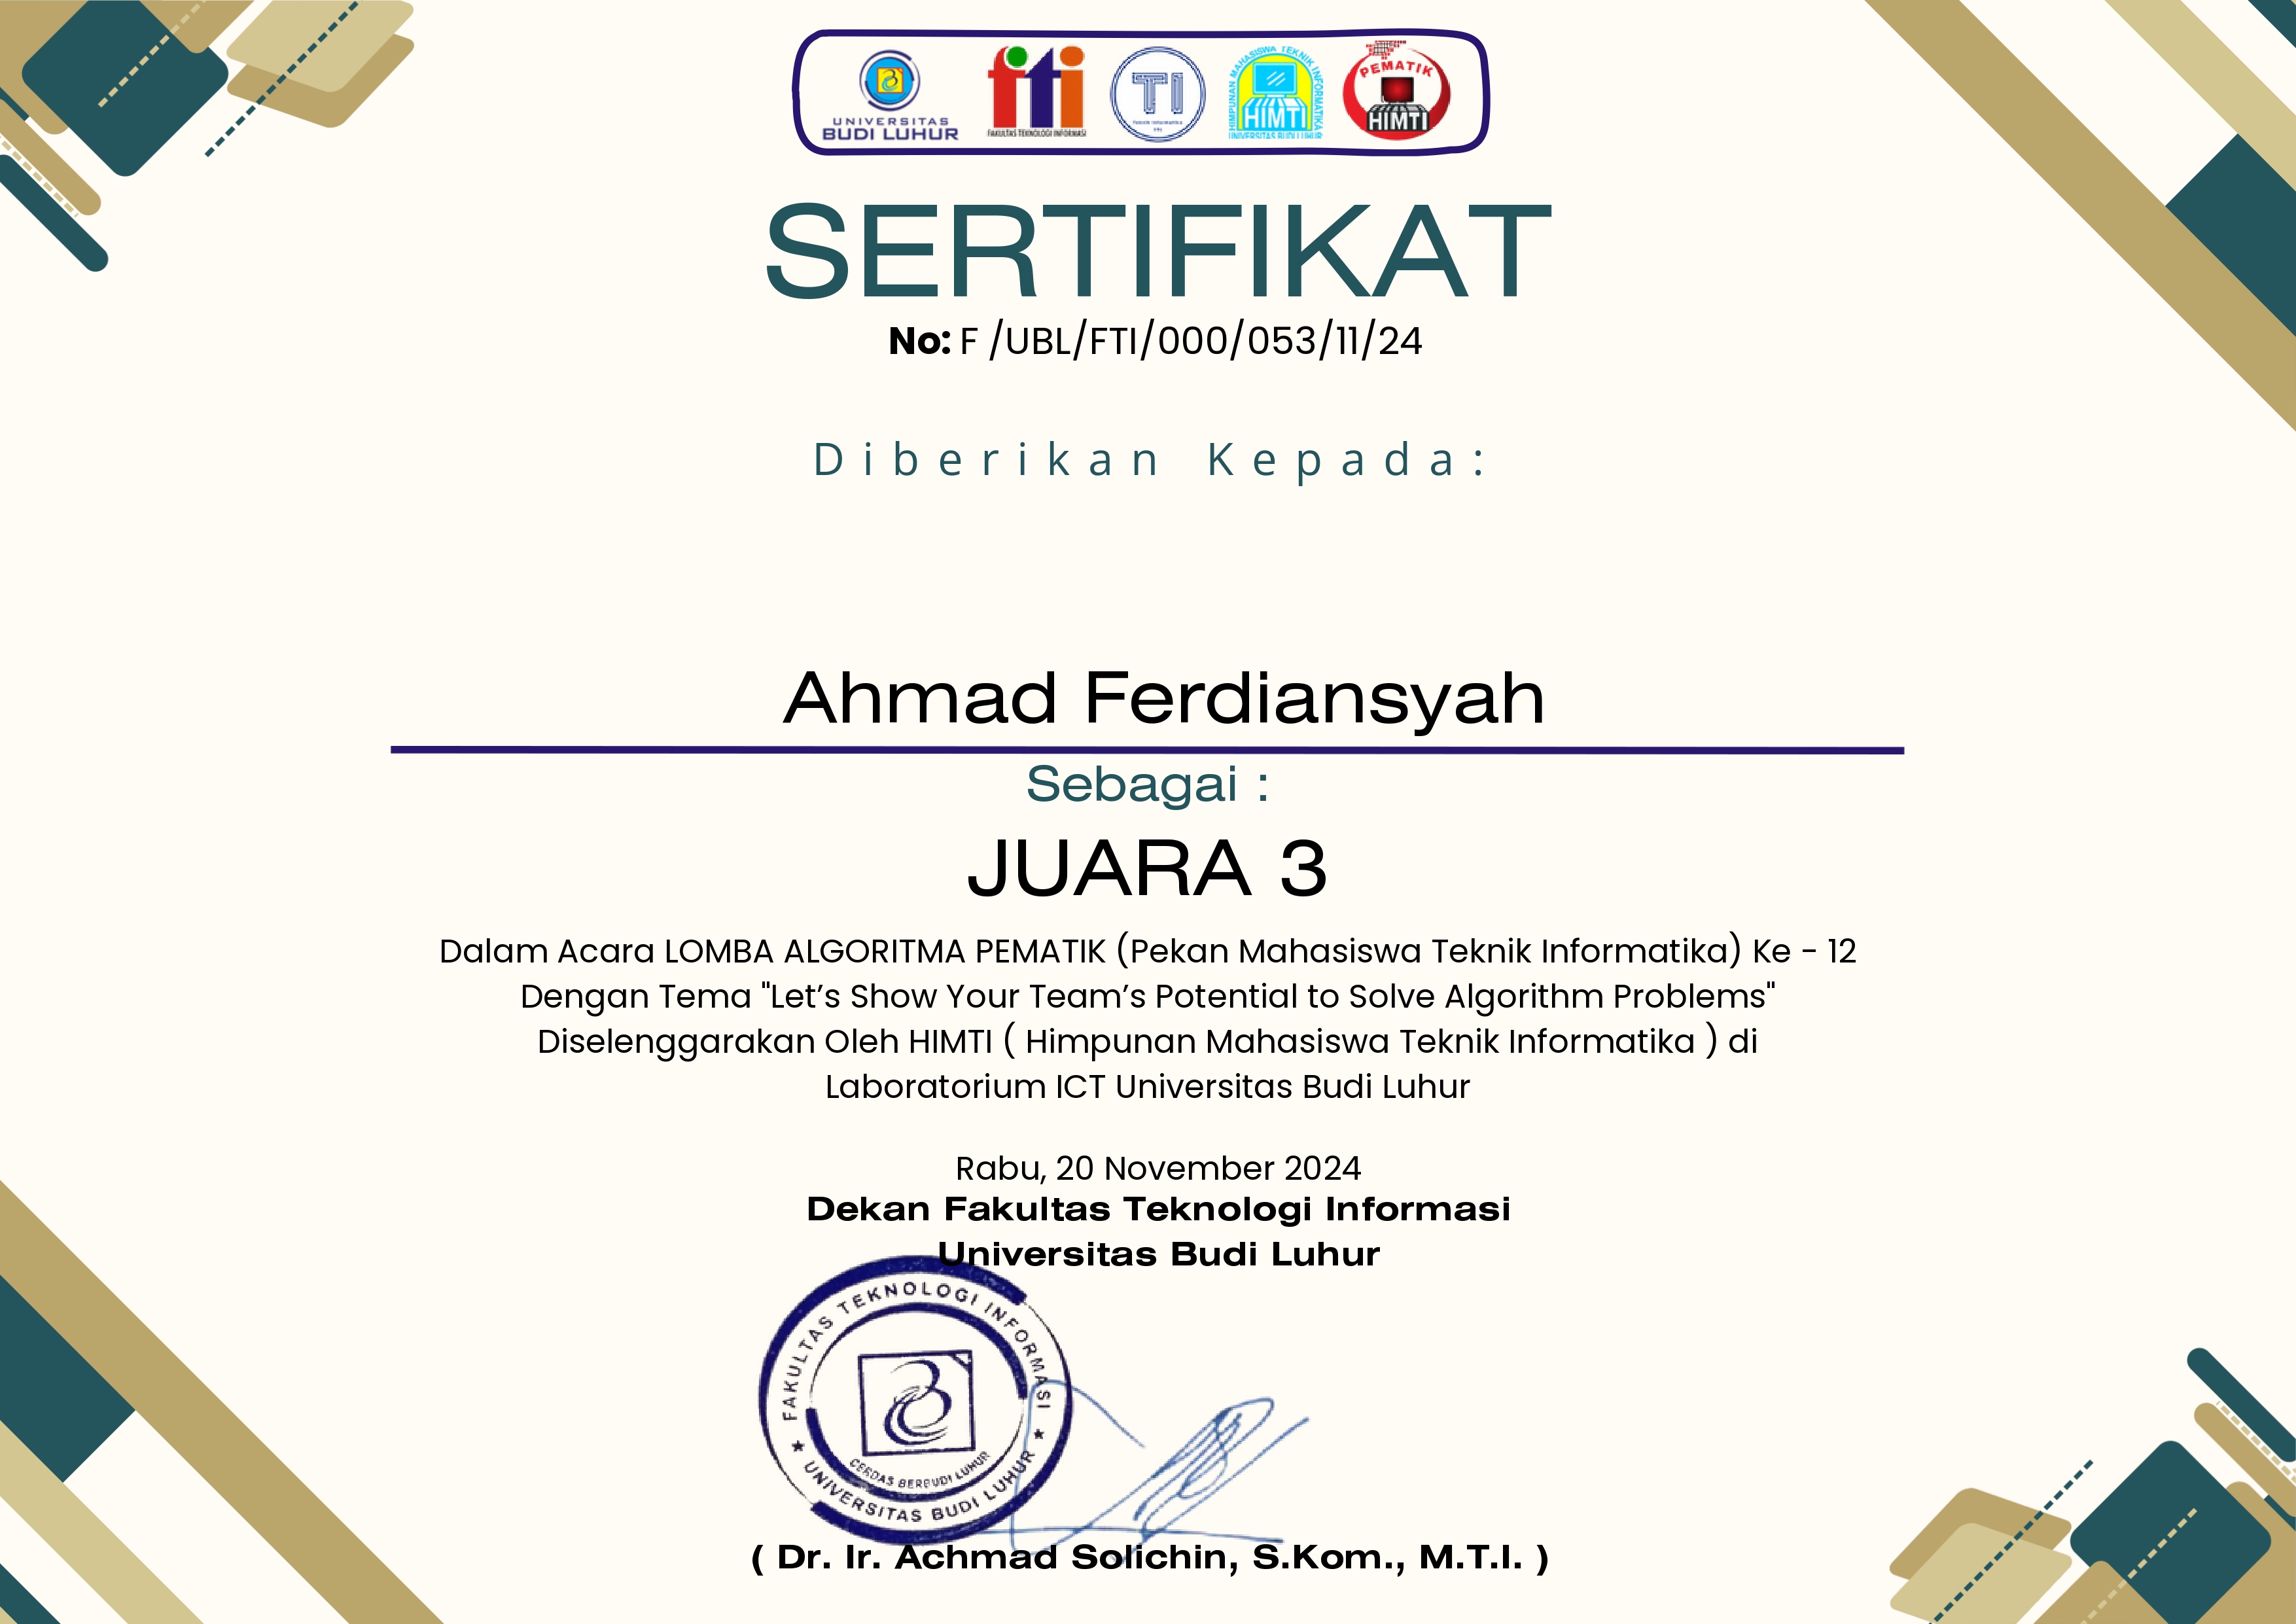 UNIVERSITAS
BUDI LUHUR
fti
FAKULTAS TEKNOLOGI INFORMASI
TI
HIMPUNAN MAHASISWA TEKNIK INFORMATIKA
HIMTI
UNIVERSITAS BUDI LUHUR
PEMATIK
HIMTI
SERTIFIKAT
No: F /UBL/FTI/000/053/11/24
Diberikan Kepada:
Ahmad Ferdiansyah
Sebagai :
JUARA 3
Dalam Acara LOMBA ALGORITMA PEMATIK (Pekan Mahasiswa Teknik Informatika) Ke - 12
Dengan Tema "Let’s Show Your Team’s Potential to Solve Algorithm Problems"
Diselenggarakan Oleh HIMTI ( Himpunan Mahasiswa Teknik Informatika ) di
Laboratorium ICT Universitas Budi Luhur
Rabu, 20 November 2024
Dekan Fakultas Teknologi Informasi
Universitas Budi Luhur
FAKULTAS TEKNOLOGI INFORMASI
CERDAS BERBUDI LUHUR
UNIVERSITAS BUDI LUHUR
( Dr. Ir. Achmad Solichin, S.Kom., M.T.I. )